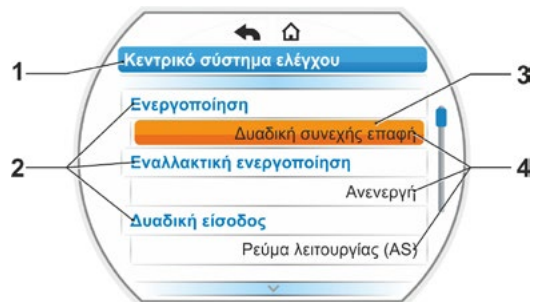 Κεντρικό σύστημα ελέγχου
1
3
Ενεργοποίηση
Δυαδική συνεχής επαφή
2
Εναλλακτική ενεργοποίηση
4
Ανενεργή
Δυαδική είσοδος
Ρεύμα λειτουργίας (AS)